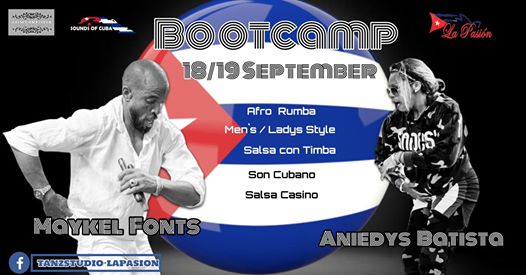 Bootcamp
18/19 September
SOUNDS OF CUBA
La Pasión
Afro Rumba
Men's / Ladys Style
Salsa con Timba
Son Cubano
Salsa Casino
Maykel Fonts
Aniedys Batista
TANZSTUDIO-LAPASION